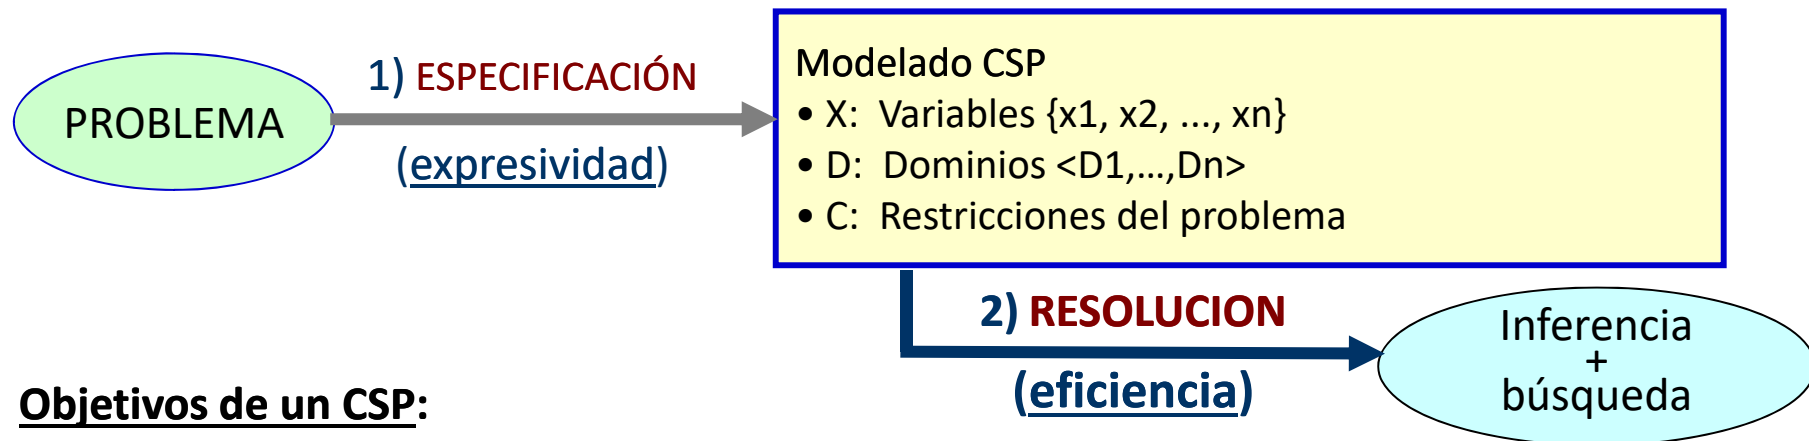 PROBLEMA
1) ESPECIFICACIÓN
(expresividad)
Modelado CSP
• X: Variables {x1, x2, ..., xn}
• D: Dominios <D1,...,Dn>
• C: Restricciones del problema
2) RESOLUCION
(eficiencia)
Inferencia
+
búsqueda
Objetivos de un CSP: